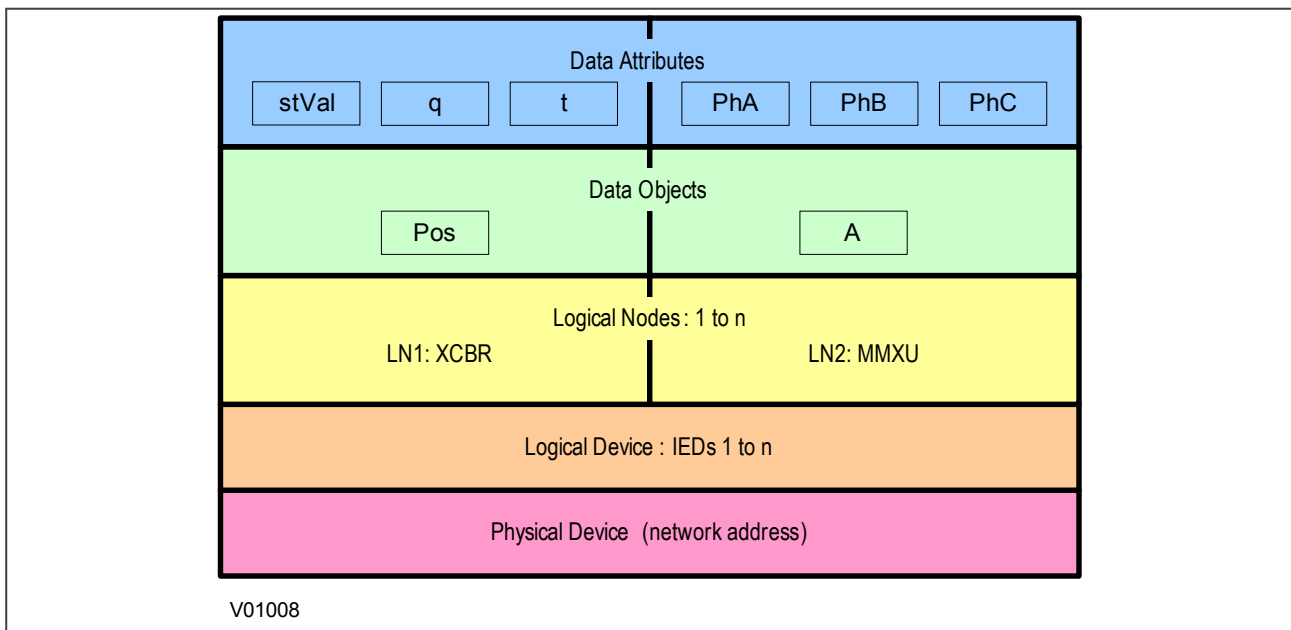 Data Attributes
stVal q t PhA PhB PhC
Data Objects
Pos A
Logical Nodes : 1 to n
LN1: XCBR LN2: MMXU
Logical Device : IEDs 1 to n
Physical Device (network address)
V01008